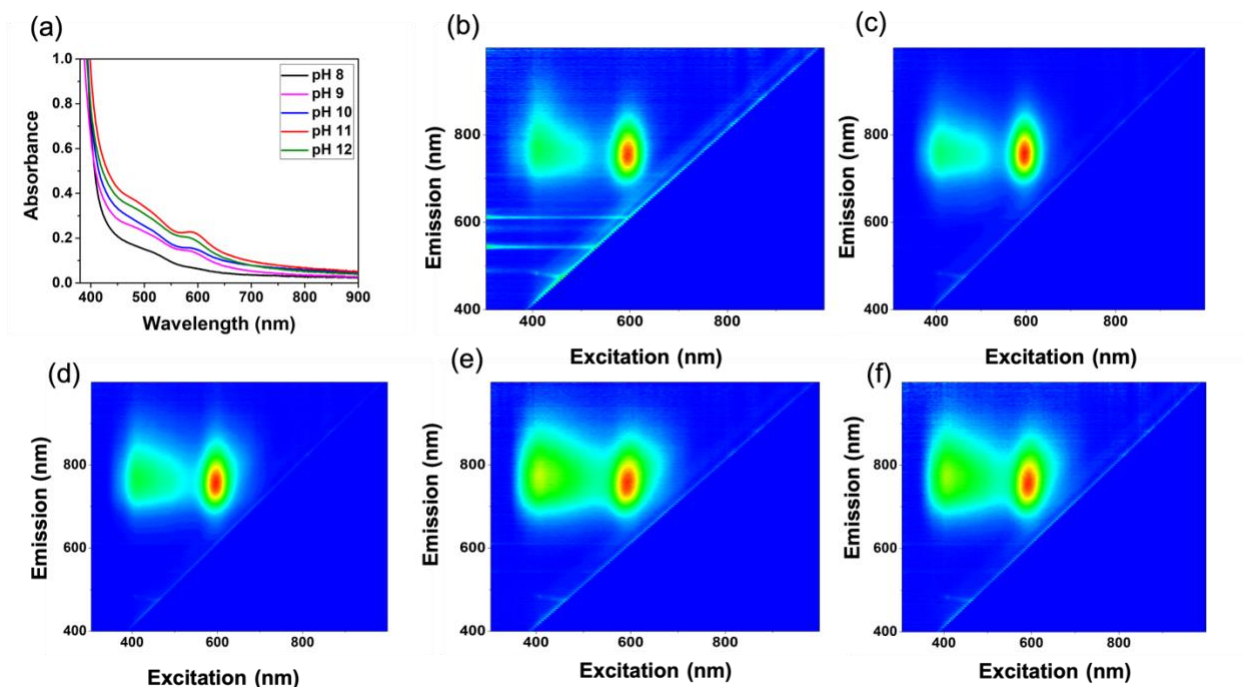 (a)
1.0
0.8
0.6
0.4
0.2
0.0
Absorbance
pH 8
pH 9
pH 10
pH 11
pH 12
400 500 600 700 800 900
Wavelength (nm)
(b)
Emission (nm)
800
600
400
400 600 800
Excitation (nm)
(c)
Emission (nm)
800
600
400
400 600 800
Excitation (nm)
(d)
Emission (nm)
800
600
400
400 600 800
Excitation (nm)
(e)
Emission (nm)
800
600
400
400 600 800
Excitation (nm)
(f)
Emission (nm)
800
600
400
400 600 800
Excitation (nm)